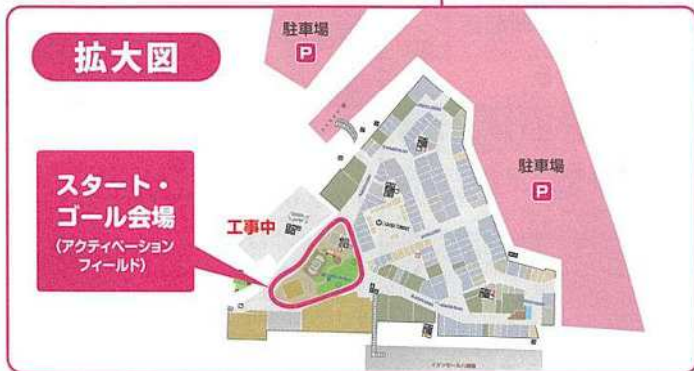 拡大図
駐車場
P
駐車場
P
スタート・
ゴール会場
(アクティベーション
フィールド)
工事中